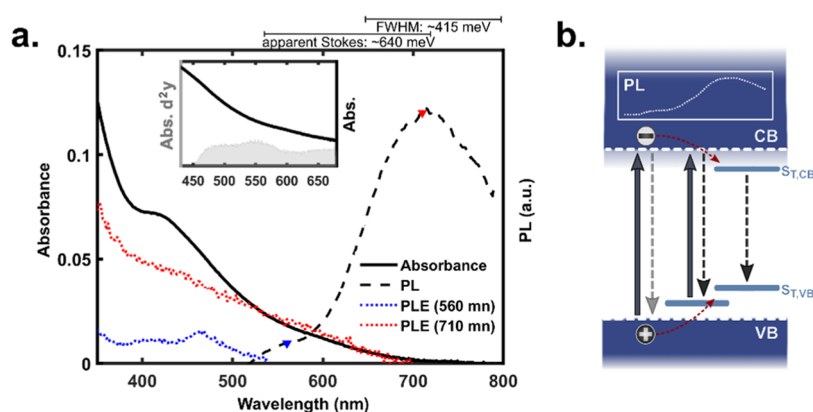 a.
FWHM: ~415 meV
apparent Stokes: ~640 meV
0.15
0.1
0.05
0
Absorbance
Abs. d²y
Abs.
450 500 550 600 650
Absorbance
PL
PLE (560 mn)
PLE (710 mn)
PL (a.u.)
400 500 600 700 800
Wavelength (nm)
b.
PL
CB
S_T,CB
S_T,VB
VB